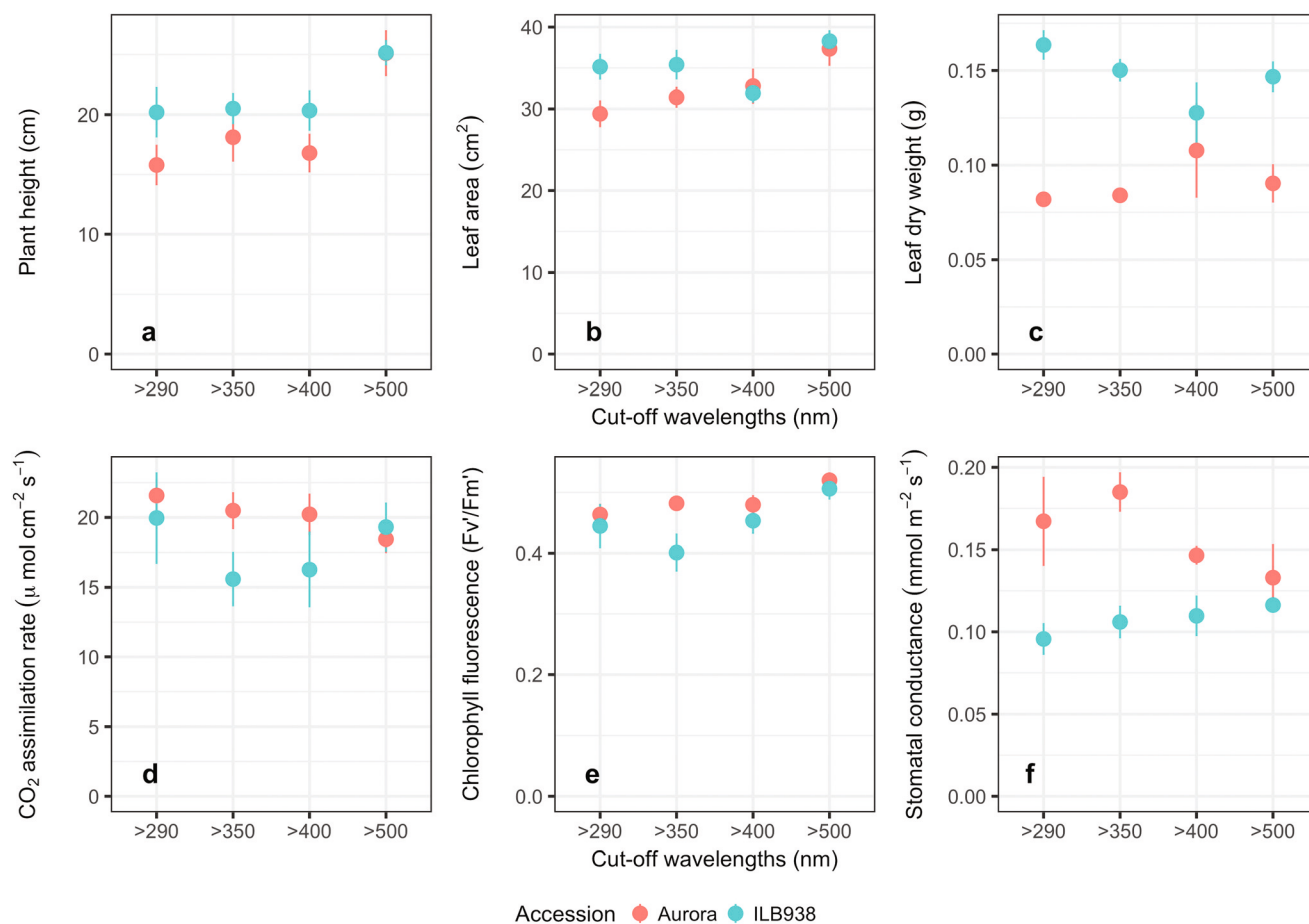 Plant height (cm)
20
10
0
a
>290 >350 >400 >500
Leaf area (cm²)
40
30
20
10
0
b
>290 >350 >400 >500
Cut-off wavelengths (nm)
Leaf dry weight (g)
0.15
0.10
0.05
0.00
c
>290 >350 >400 >500
CO₂ assimilation rate (μ mol cm⁻² s⁻¹)
20
15
10
5
0
d
>290 >350 >400 >500
Chlorophyll fluorescence (Fv'/Fm')
0.4
0.2
0.0
e
>290 >350 >400 >500
Cut-off wavelengths (nm)
Stomatal conductance (mmol m⁻² s⁻¹)
0.20
0.15
0.10
0.05
0.00
f
>290 >350 >400 >500
Accession Aurora ILB938